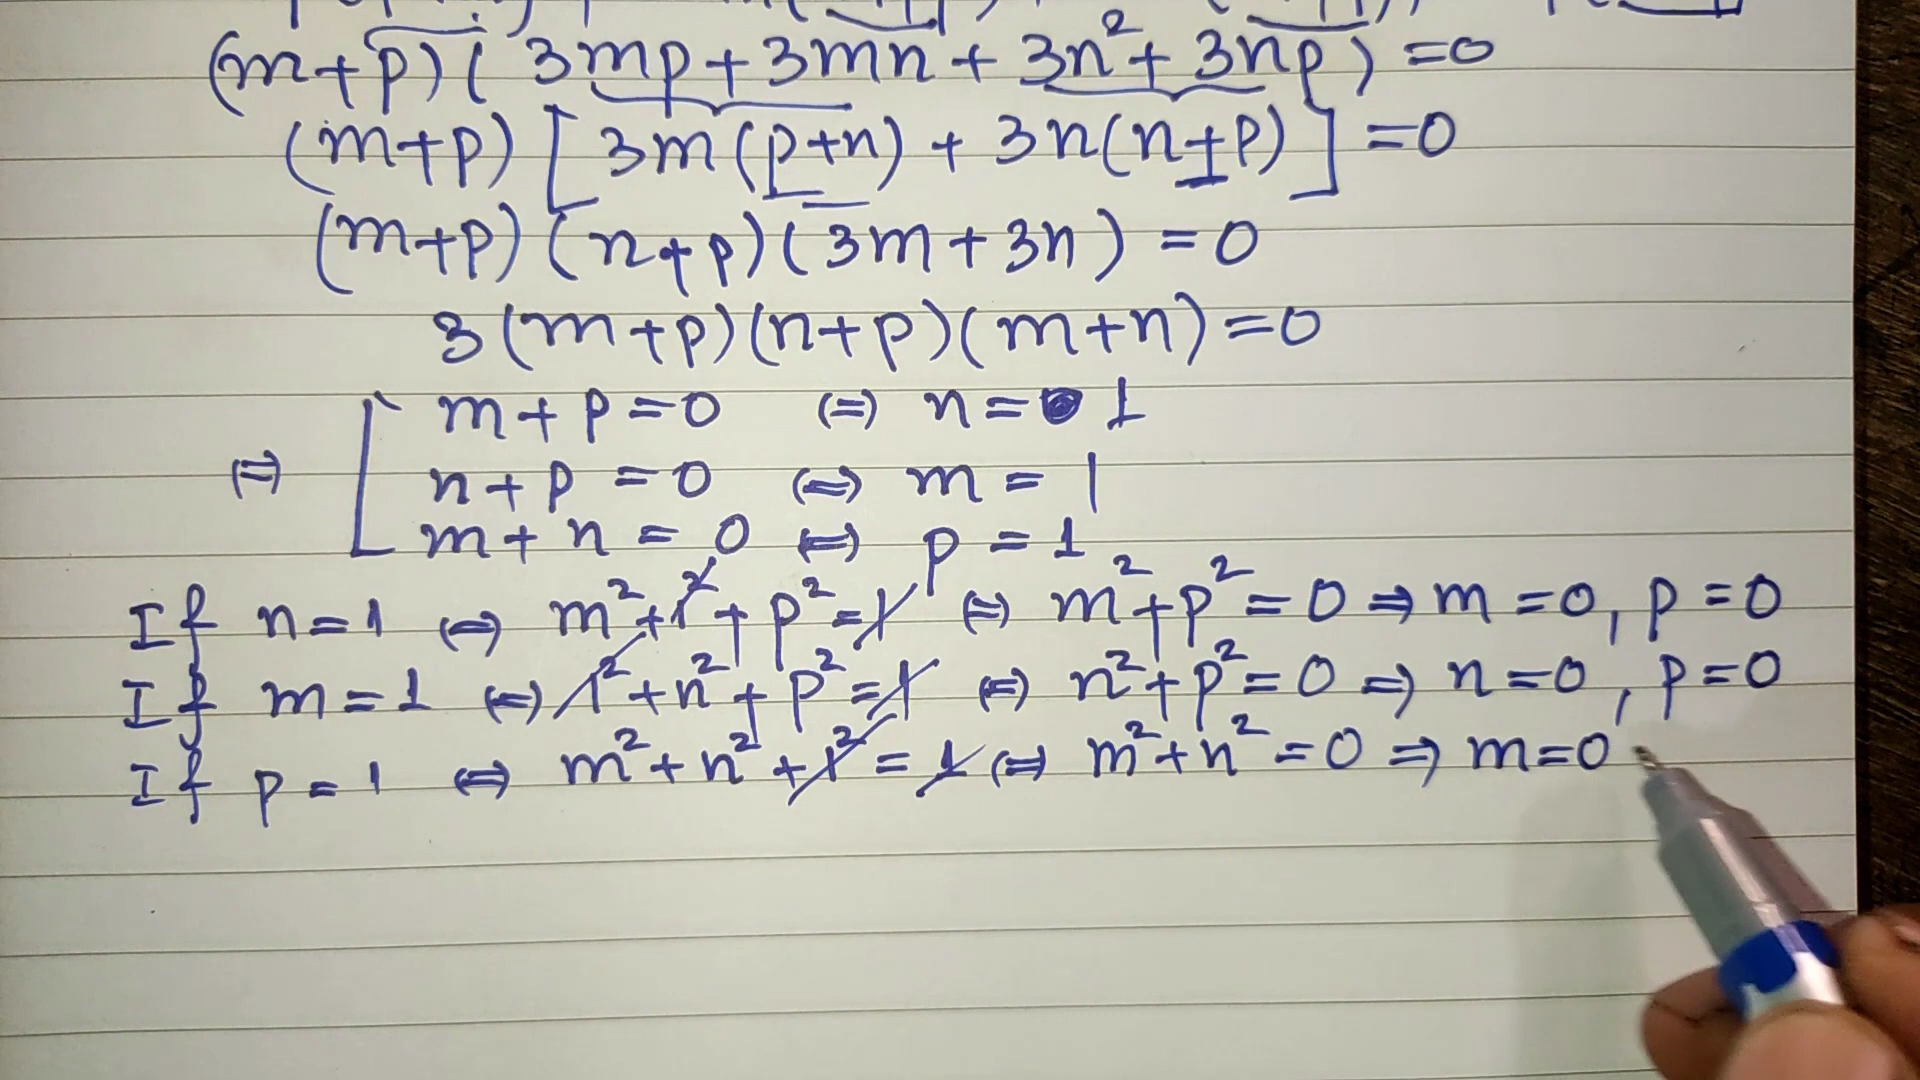 (m+p)(3mp+3mn+3n²+3np)=0
(m+p)[3m(p+n)+3n(n+p)]=0
(m+p)(n+p)(3m+3n)=0
3(m+p)(n+p)(m+n)=0
m+p=0 ⇔ n=1
⇔ [ n+p=0 ⇔ m=1
m+n=0 ⇔ p=1
If n=1 ⇔ m²+1²+p²=1 ⇔ m²+p²=0 ⇒ m=0, p=0
If m=1 ⇔ 1²+n²+p²=1 ⇔ n²+p²=0 ⇒ n=0, p=0
If p=1 ⇔ m²+n²+1²=1 ⇔ m²+n²=0 ⇒ m=0